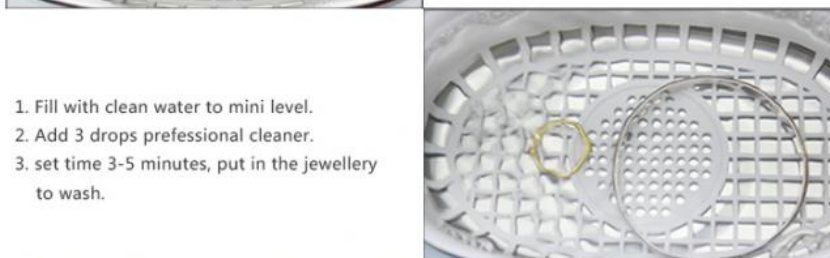 1. Fill with clean water to mini level.
2. Add 3 drops prefessional cleaner.
3. set time 3-5 minutes, put in the jewellery
to wash.